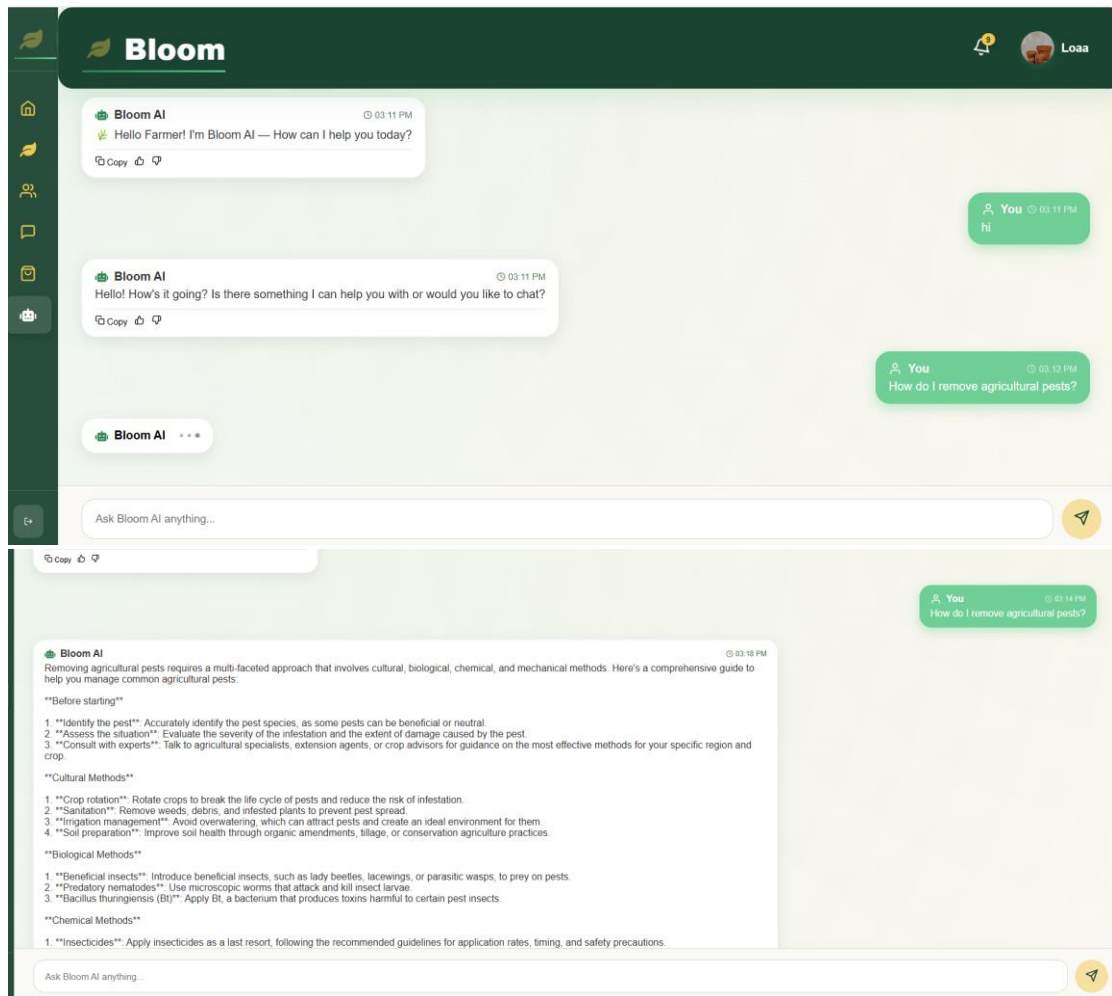 Bloom
9
Loaa
Bloom AI 03:11 PM
Hello Farmer! I'm Bloom AI — How can I help you today?
Copy
You 03:11 PM
hi
Bloom AI 03:11 PM
Hello! How's it going? Is there something I can help you with or would you like to chat?
Copy
You 03:12 PM
How do I remove agricultural pests?
Bloom AI
Ask Bloom AI anything...
Copy
You 03:14 PM
How do I remove agricultural pests?
Bloom AI 03:18 PM
Removing agricultural pests requires a multi-faceted approach that involves cultural, biological, chemical, and mechanical methods. Here's a comprehensive guide to
help you manage common agricultural pests:
**Before starting**
1. **Identify the pest**: Accurately identify the pest species, as some pests can be beneficial or neutral.
2. **Assess the situation**: Evaluate the severity of the infestation and the extent of damage caused by the pest.
3. **Consult with experts**: Talk to agricultural specialists, extension agents, or crop advisors for guidance on the most effective methods for your specific region and
crop.
**Cultural Methods**
1. **Crop rotation**: Rotate crops to break the life cycle of pests and reduce the risk of infestation.
2. **Sanitation**: Remove weeds, debris, and infested plants to prevent pest spread.
3. **Irrigation management**: Avoid overwatering, which can attract pests and create an ideal environment for them.
4. **Soil preparation**: Improve soil health through organic amendments, tillage, or conservation agriculture practices.
**Biological Methods**
1. **Beneficial insects**: Introduce beneficial insects, such as lady beetles, lacewings, or parasitic wasps, to prey on pests.
2. **Predatory nematodes**: Use microscopic worms that attack and kill insect larvae.
3. **Bacillus thuringiensis (Bt)**: Apply Bt, a bacterium that produces toxins harmful to certain pest insects.
**Chemical Methods**
1. **Insecticides**: Apply insecticides as a last resort, following the recommended guidelines for application rates, timing, and safety precautions.
Ask Bloom AI anything...